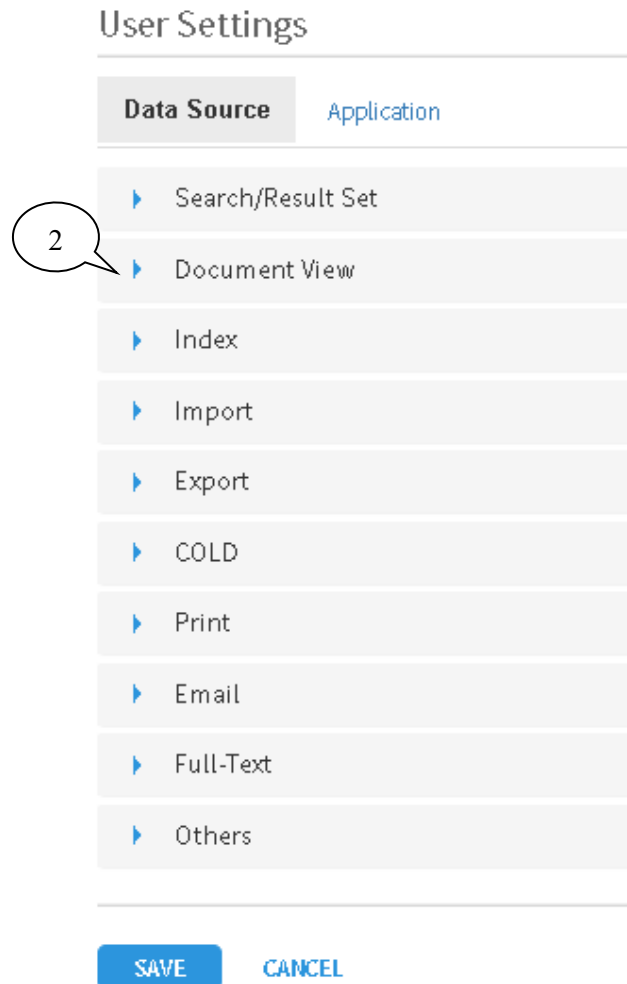 User Settings
Data Source Application
Search/Result Set
2
Document View
Index
Import
Export
COLD
Print
Email
Full-Text
Others
SAVE CANCEL